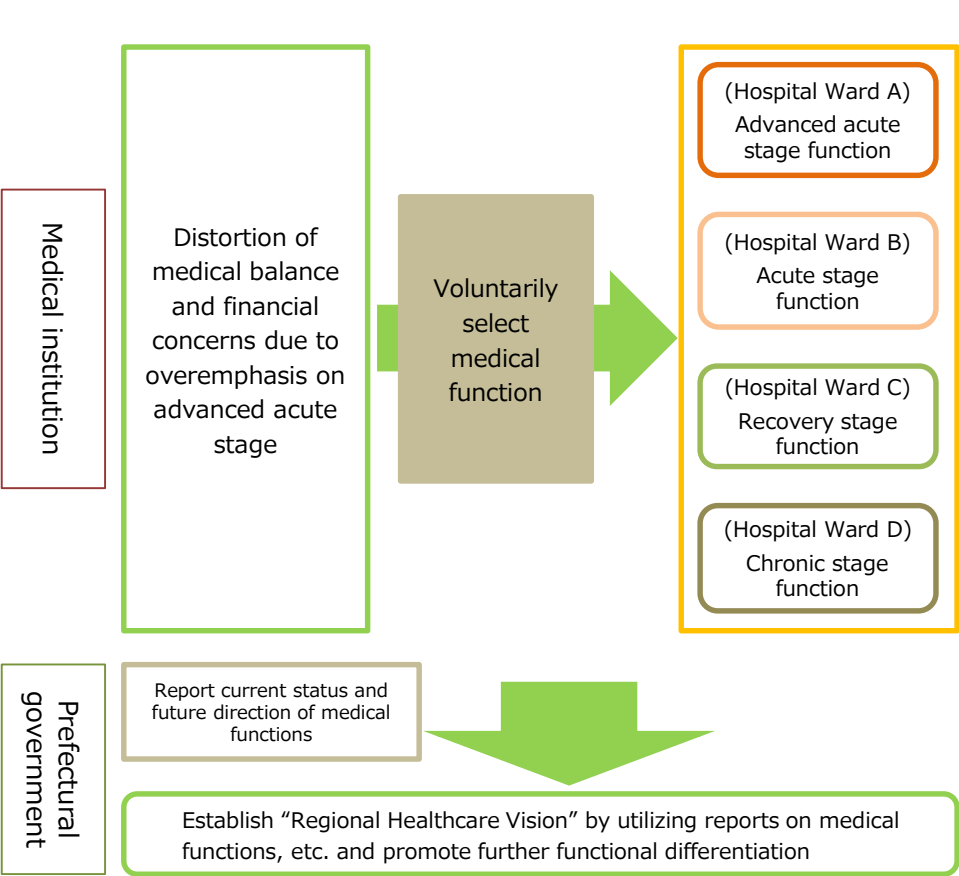 Medical institution
Distortion of
medical balance
and financial
concerns due to
overemphasis on
advanced acute
stage
Voluntarily
select
medical
function
(Hospital Ward A)
Advanced acute
stage function
(Hospital Ward B)
Acute stage
function
(Hospital Ward C)
Recovery stage
function
(Hospital Ward D)
Chronic stage
function
Prefectural
government
Report current status and
future direction of medical
functions
Establish “Regional Healthcare Vision” by utilizing reports on medical
functions, etc. and promote further functional differentiation